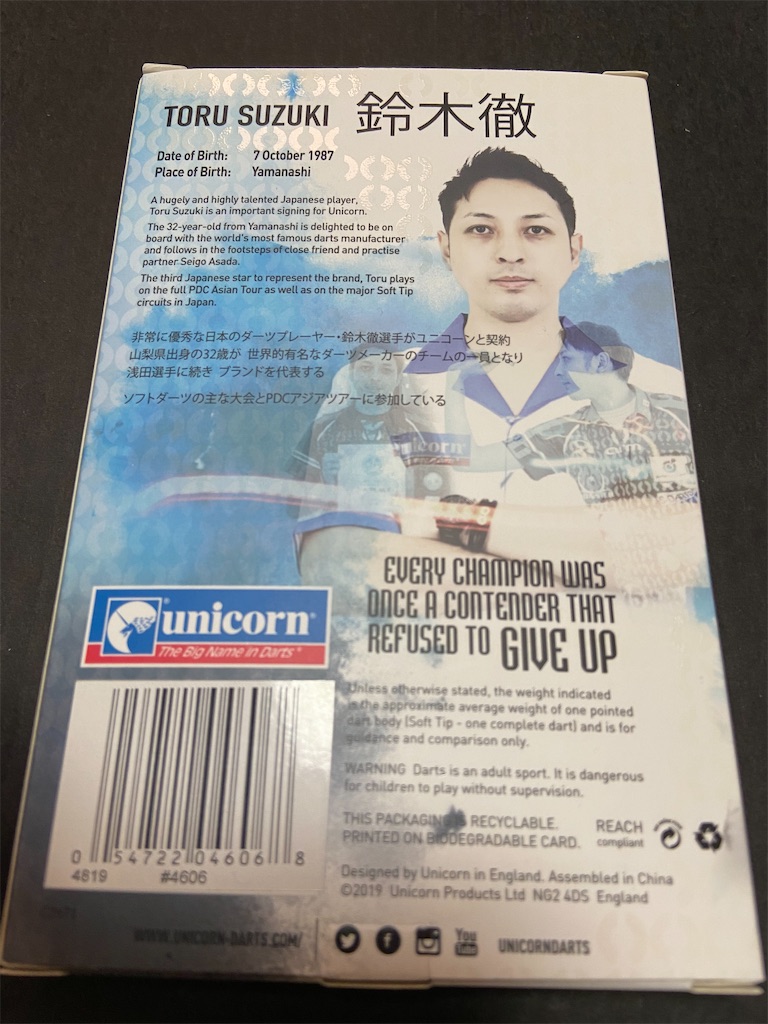 TORU SUZUKI 鈴木徹
Date of Birth: 7 October 1987
Place of Birth: Yamanashi
A hugely and highly talented Japanese player,
Toru Suzuki is an important signing for Unicorn.
The 32-year-old from Yamanashi is delighted to be on
board with the world's most famous darts manufacturer
and follows in the footsteps of close friend and practise
partner Seigo Asada.
The third Japanese star to represent the brand, Toru plays
on the full PDC Asian Tour as well as on the major Soft Tip
circuits in Japan.
非常に優秀な日本のダーツプレーヤー・鈴木徹選手がユニコーンと契約
山梨県出身の32歳が 世界的有名なダーツメーカーのチームの一員となり
浅田選手に続き ブランドを代表する
ソフトダーツの主な大会とPDCアジアツアーに参加している
unicorn
EVERY CHAMPION WAS
ONCE A CONTENDER THAT
REFUSED TO GIVE UP
unicorn®
The Big Name in Darts®
Unless otherwise stated, the weight indicated
is the approximate average weight of one pointed
dart body (Soft Tip - one complete dart) and is for
guidance and comparison only.
WARNING Darts is an adult sport. It is dangerous
for children to play without supervision.
THIS PACKAGING IS RECYCLABLE.
PRINTED ON BIODEGRADABLE CARD.
REACH
compliant
0 54722 04606 8
4819 #4606
Designed by Unicorn in England. Assembled in China
©2019 Unicorn Products Ltd NG2 4DS England
WWW.UNICORN-DARTS.COM/
You
Tube
UNICORNDARTS